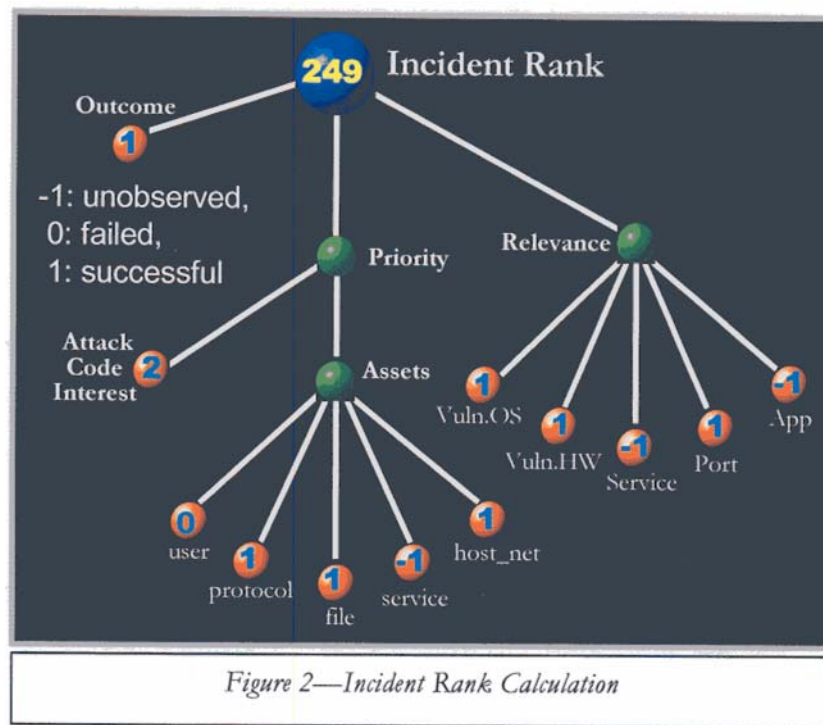 249 Incident Rank
Outcome
1
-1: unobserved,
0: failed,
1: successful
Priority
Relevance
Attack
Code
Interest
2
Assets
1
Vuln.OS
1
Vuln.HW
-1
Service
1
Port
-1
App
0
user
1
protocol
1
file
-1
service
1
host_net
Figure 2—Incident Rank Calculation